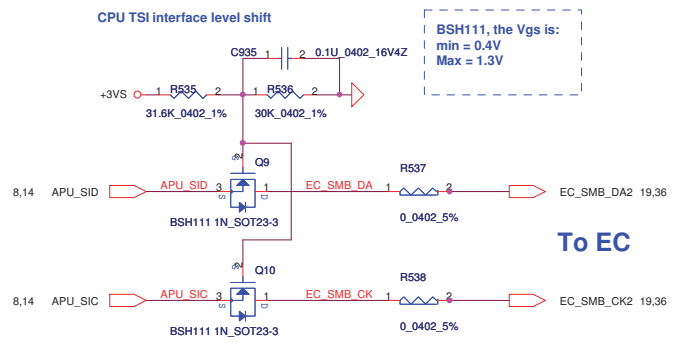 CPU TSI interface level shift
BSH111, the Vgs is:
min = 0.4V
Max = 1.3V
C935 1 2 0.1U_0402_16V4Z
+3VS 1 R535 2 1 R536 2
31.6K_0402_1% 30K_0402_1%
G 2 Q9
R537
8,14 APU_SID APU_SID 3 1 EC_SMB_DA 1 2 EC_SMB_DA2 19,36
S D
BSH111 1N_SOT23-3 0_0402_5%
To EC
G 2 Q10
R538
8,14 APU_SIC APU_SIC 3 1 EC_SMB_CK 1 2 EC_SMB_CK2 19,36
S D
BSH111 1N_SOT23-3
0_0402_5%